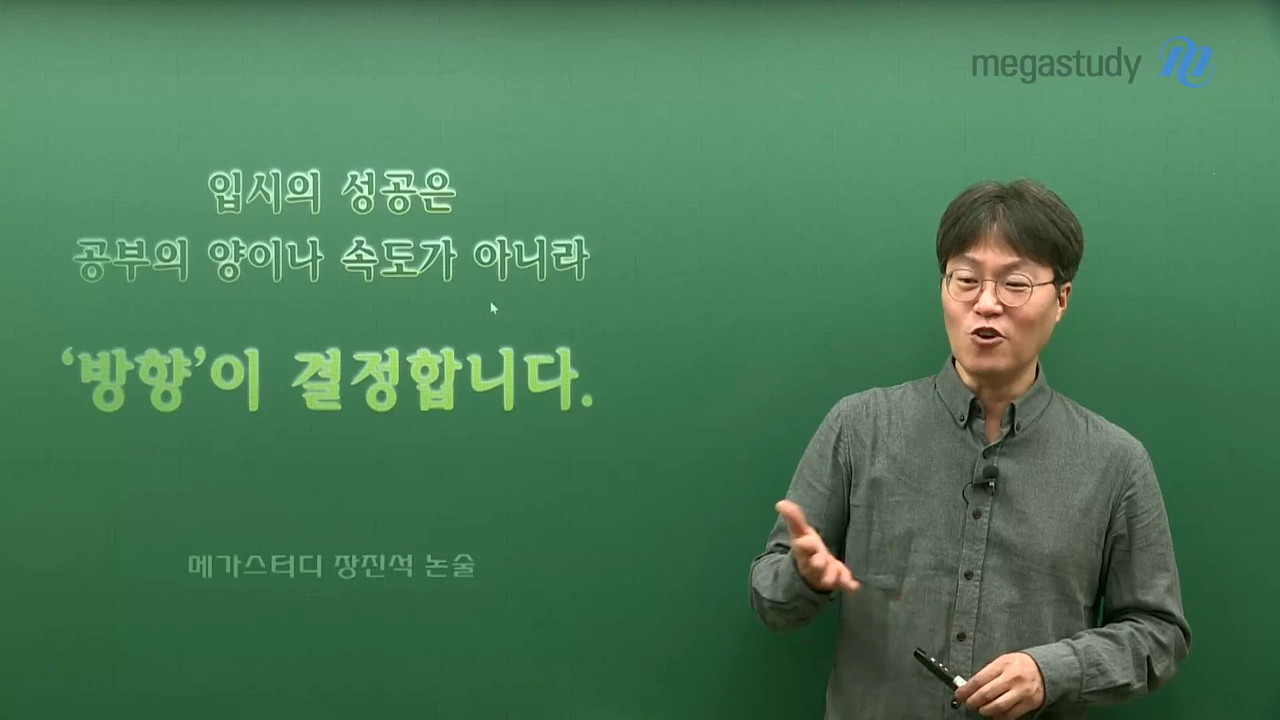 megastudy
입시의 성공은
공부의 양이나 속도가 아니라
‘방향’이 결정합니다.
메가스터디 장진석 논술